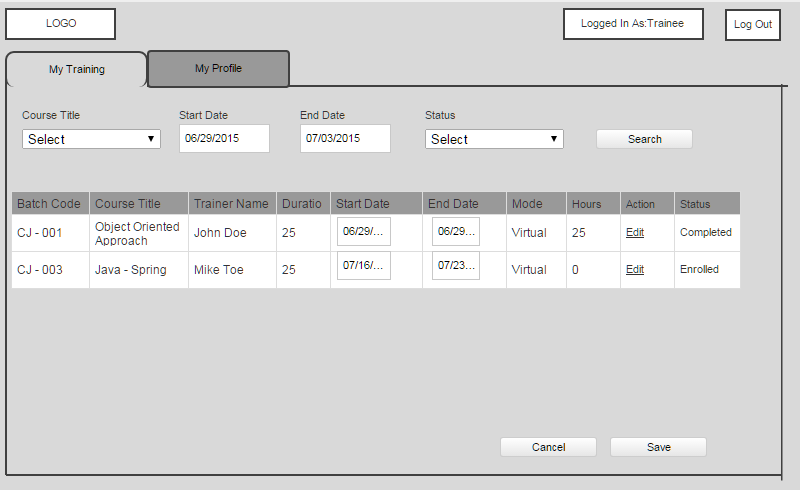 LOGO
Logged In As:Trainee
Log Out
My Training
My Profile
Course Title
Start Date
End Date
Status
Select
06/29/2015
07/03/2015
Select
Search
Batch Code Course Title Trainer Name Duratio Start Date End Date Mode Hours Action Status
CJ - 001 Object Oriented Approach John Doe 25 06/29/... 06/29... Virtual 25 Edit Completed
CJ - 003 Java - Spring Mike Toe 25 07/16/... 07/23... Virtual 0 Edit Enrolled
Cancel
Save